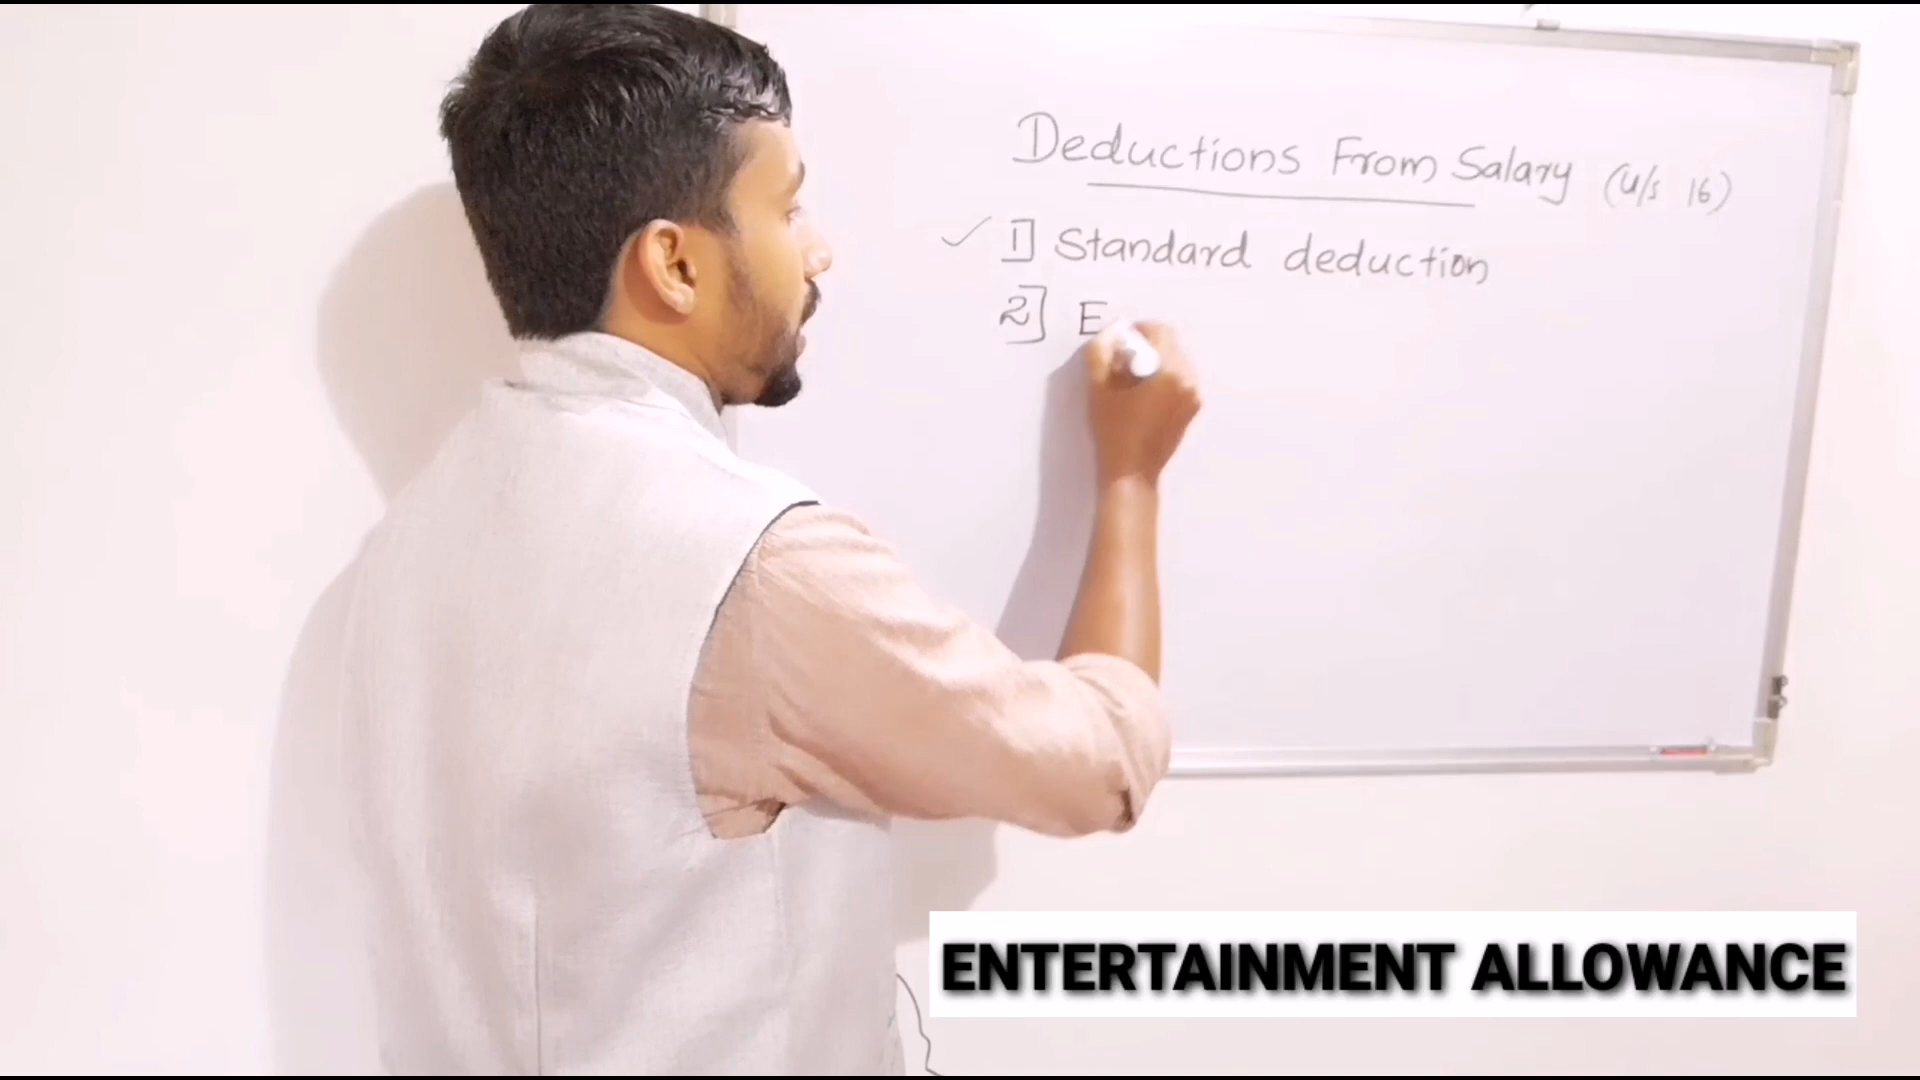 Deductions From Salary (u/s 16)
1] Standard deduction
2] E
ENTERTAINMENT ALLOWANCE